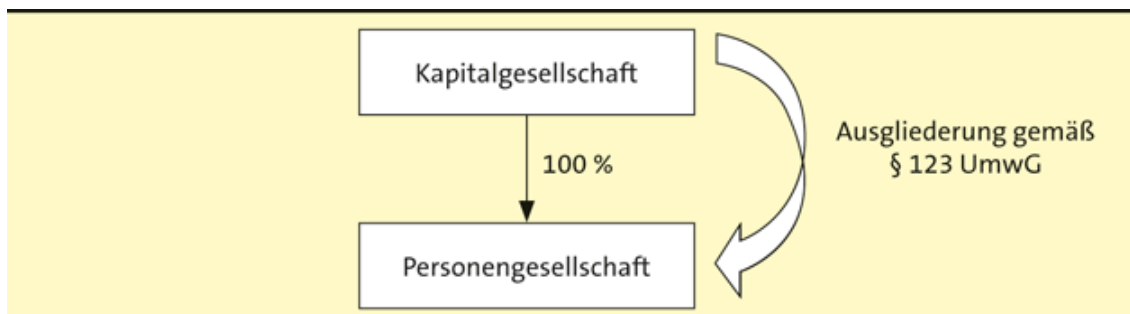 Kapitalgesellschaft
100 %
Ausgliederung gemäß
§ 123 UmwG
Personengesellschaft